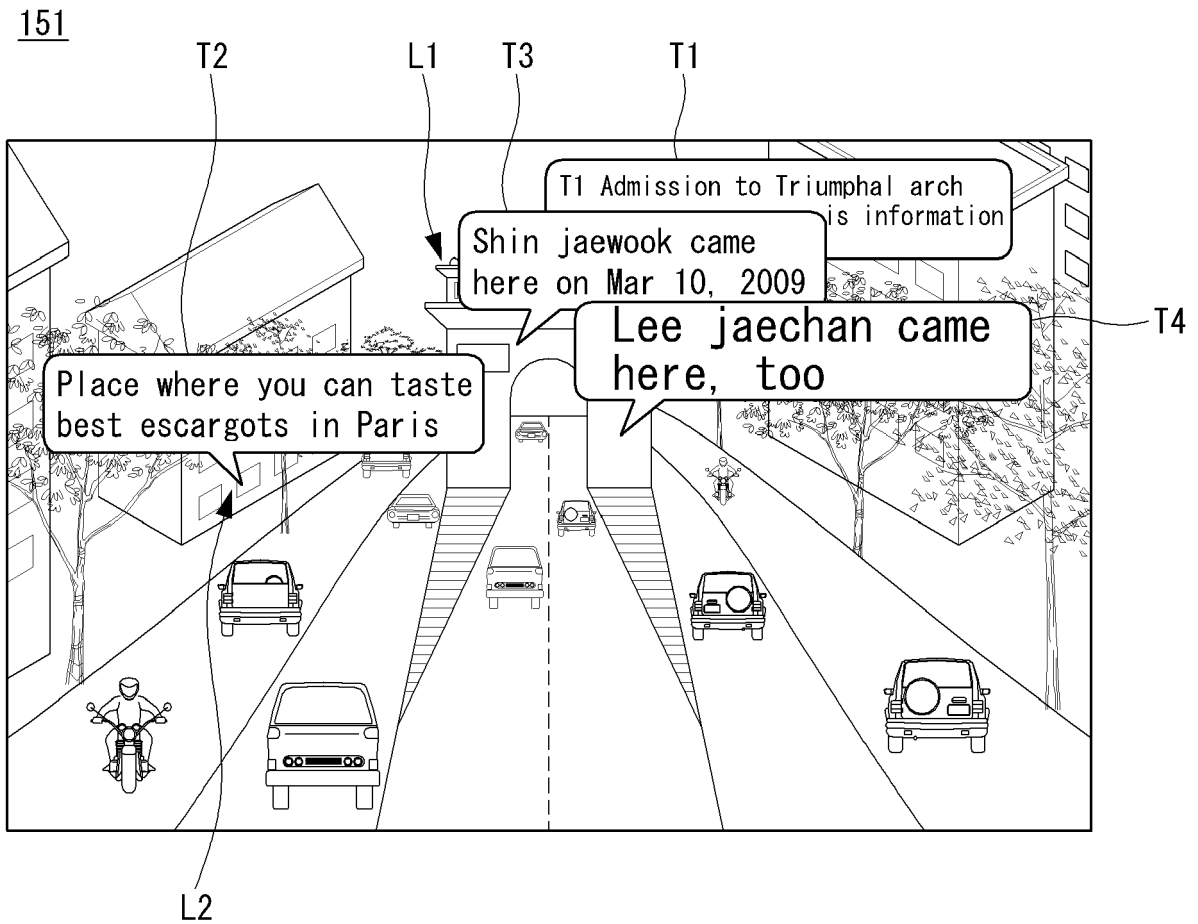 151
T2
L1
T3
T1
T1 Admission to Triumphal arch
is information
Shin jaewook came
here on Mar 10, 2009
Lee jaechan came
here, too
T4
Place where you can taste
best escargots in Paris
L2